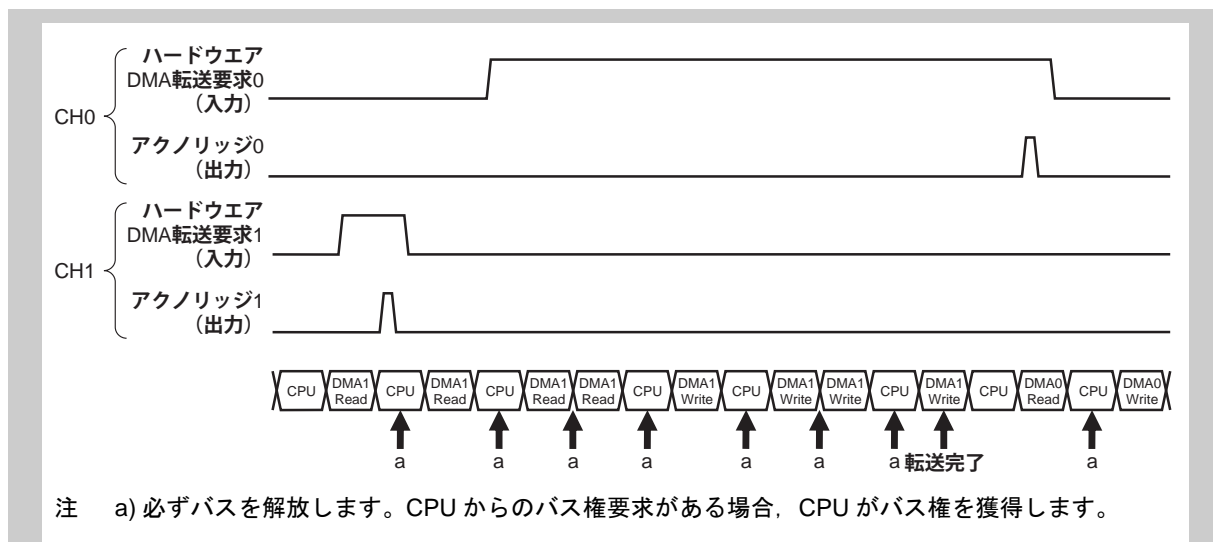 CH0
ハードウエア
DMA転送要求0
（入力）
アクノリッジ0
（出力）
CH1
ハードウエア
DMA転送要求1
（入力）
アクノリッジ1
（出力）
CPU DMA1 Read CPU DMA1 Read CPU DMA1 Read DMA1 Read CPU DMA1 Write CPU DMA1 Write DMA1 Write CPU DMA1 Write CPU DMA0 Read CPU DMA0 Write
a a a a a a a 転送完了 a
注 a) 必ずバスを解放します。CPU からのバス権要求がある場合，CPU がバス権を獲得します。